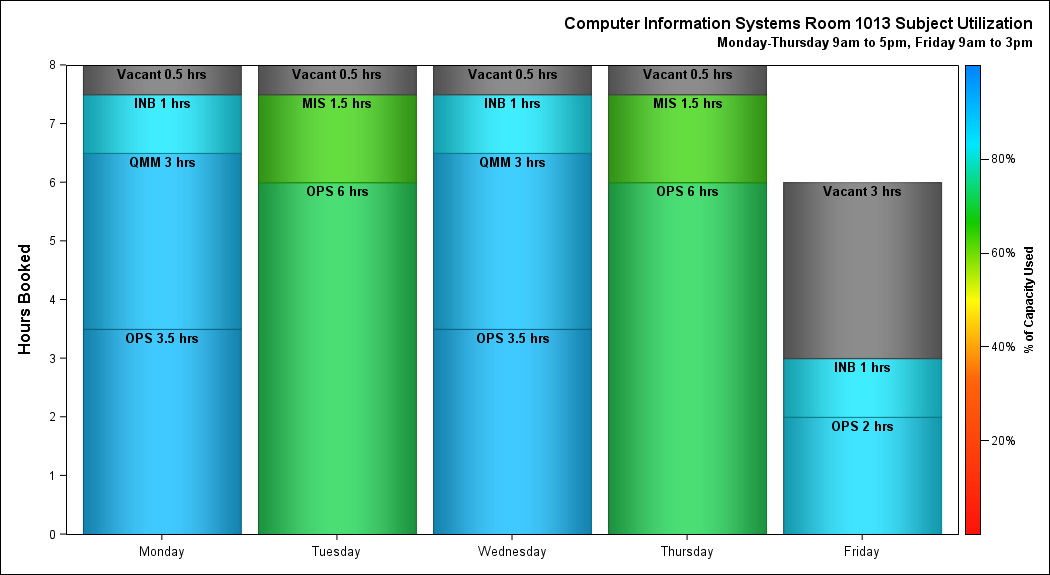 Computer Information Systems Room 1013 Subject Utilization
Monday-Thursday 9am to 5pm, Friday 9am to 3pm
Hours Booked
8
7
6
5
4
3
2
1
0
Vacant 0.5 hrs
INB 1 hrs
QMM 3 hrs
OPS 3.5 hrs
Vacant 0.5 hrs
MIS 1.5 hrs
OPS 6 hrs
Vacant 0.5 hrs
INB 1 hrs
QMM 3 hrs
OPS 3.5 hrs
Vacant 0.5 hrs
MIS 1.5 hrs
OPS 6 hrs
Vacant 3 hrs
INB 1 hrs
OPS 2 hrs
Monday
Tuesday
Wednesday
Thursday
Friday
80%
60%
40%
20%
% of Capacity Used